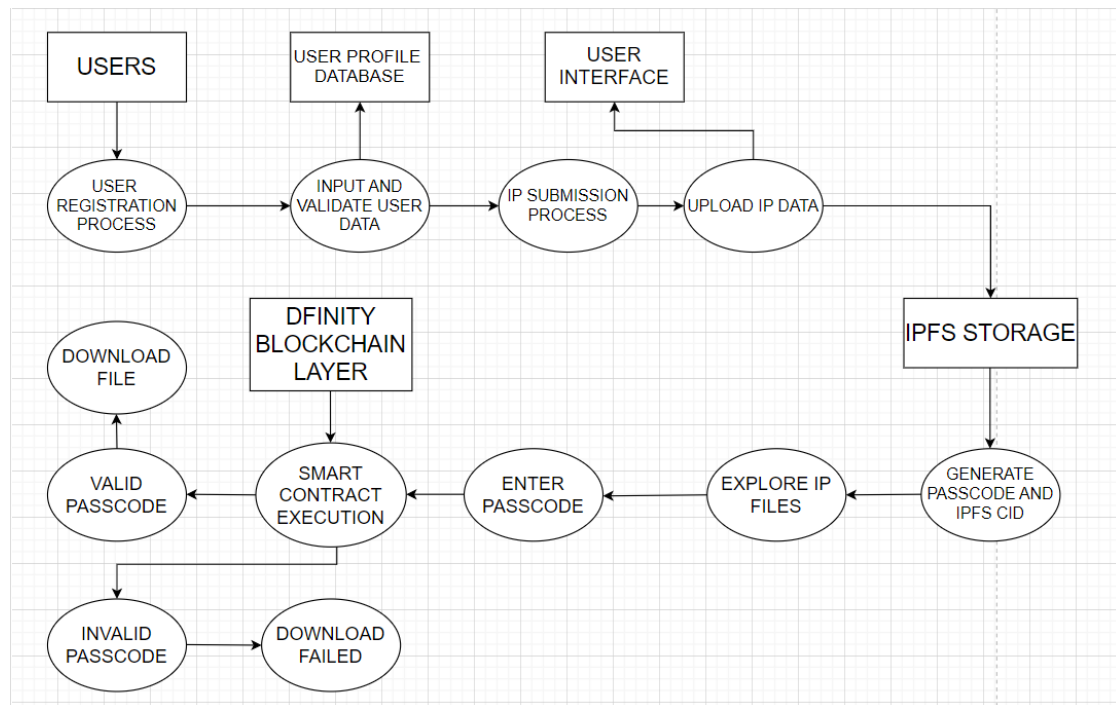 USERS
USER PROFILE
DATABASE
USER
INTERFACE
USER
REGISTRATION
PROCESS
INPUT AND
VALIDATE USER
DATA
IP SUBMISSION
PROCESS
UPLOAD IP DATA
DFINITY
BLOCKCHAIN
LAYER
IPFS STORAGE
DOWNLOAD
FILE
VALID
PASSCODE
SMART
CONTRACT
EXECUTION
ENTER
PASSCODE
EXPLORE IP
FILES
GENERATE
PASSCODE AND
IPFS CID
INVALID
PASSCODE
DOWNLOAD
FAILED